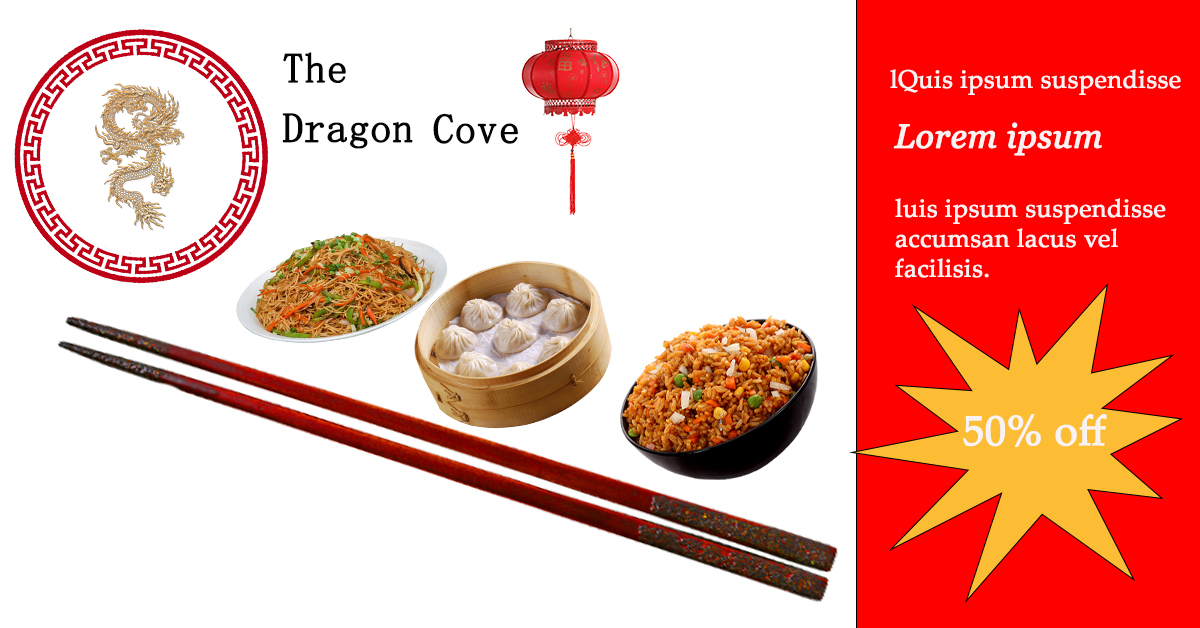 The
Dragon Cove
lQuis ipsum suspendisse
Lorem ipsum
luis ipsum suspendisse
accumsan lacus vel
facilisis.
50% off